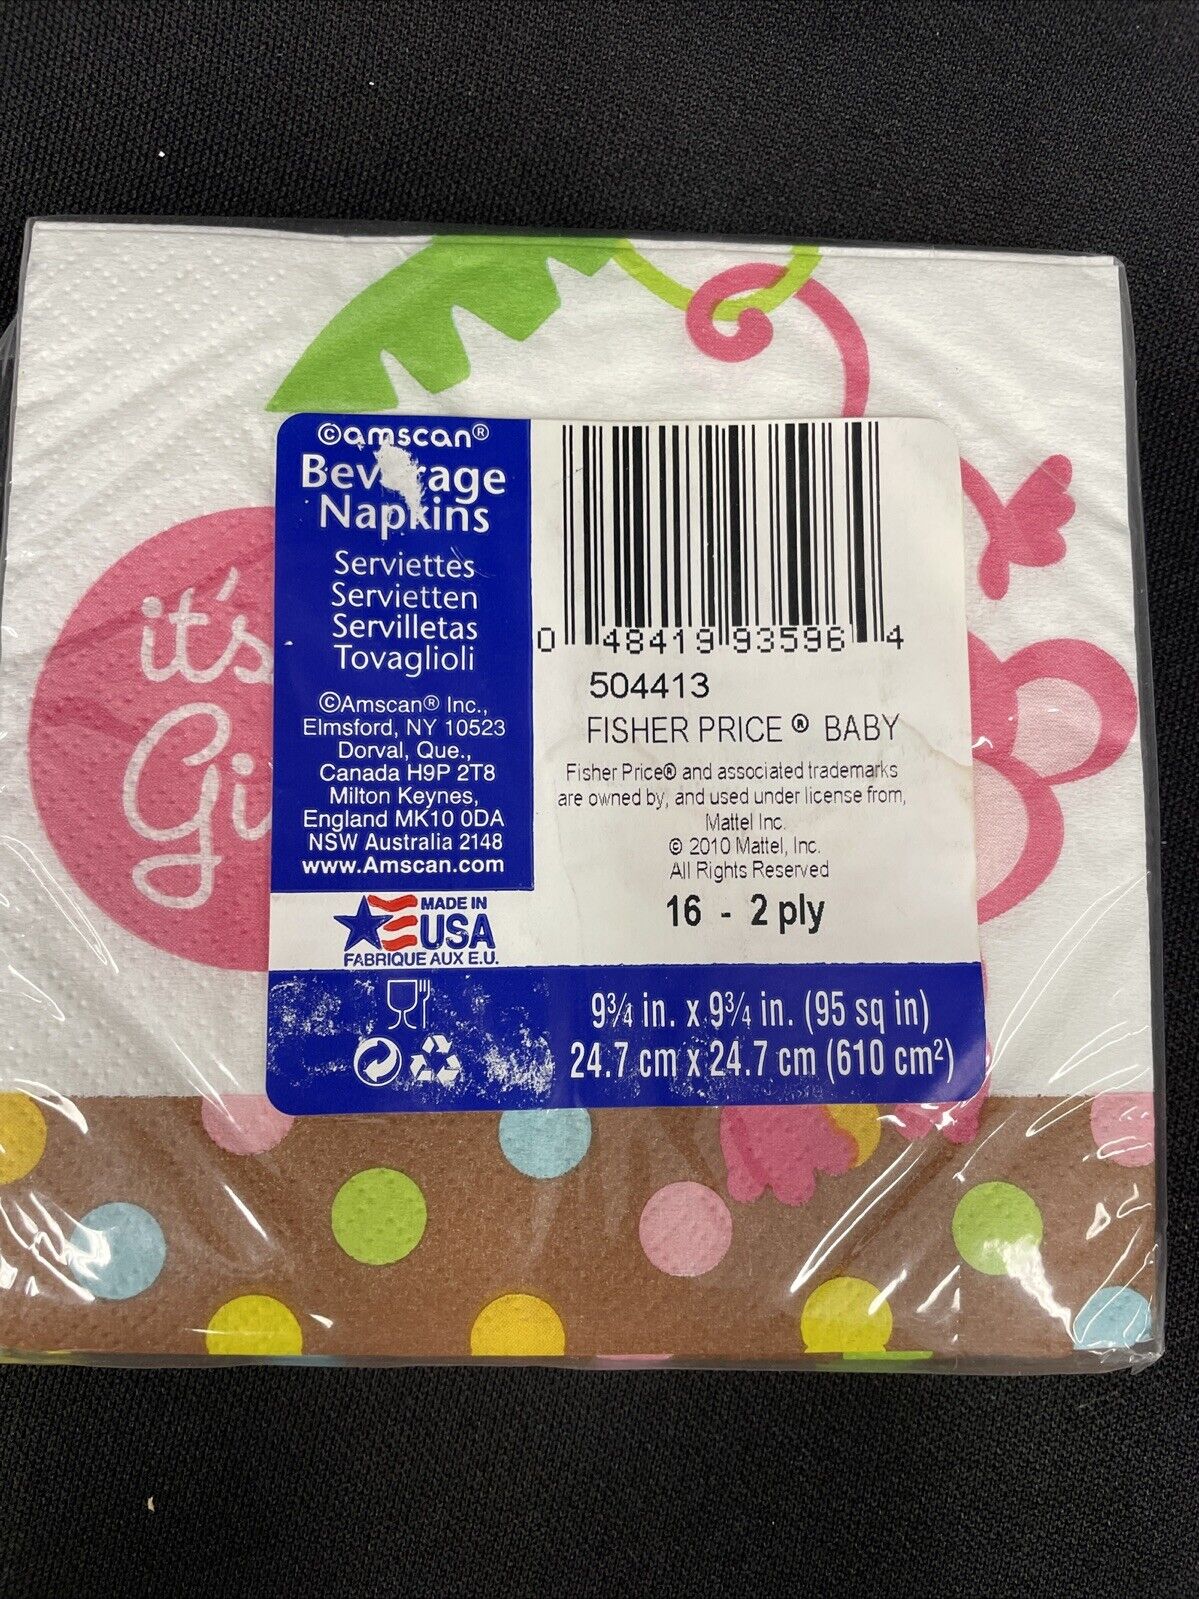 it's
Gi
©amscan®
Beverage
Napkins
Serviettes
Servietten
Servilletas
Tovaglioli
©Amscan® Inc.,
Elmsford, NY 10523
Dorval, Que.,
Canada H9P 2T8
Milton Keynes,
England MK10 0DA
NSW Australia 2148
www.Amscan.com
MADE IN
USA
FABRIQUE AUX E.U.
0 48419 93596 4
504413
FISHER PRICE ® BABY
Fisher Price® and associated trademarks
are owned by, and used under license from,
Mattel Inc.
© 2010 Mattel, Inc.
All Rights Reserved
16 - 2 ply
9¾ in. x 9¾ in. (95 sq in)
24.7 cm x 24.7 cm (610 cm²)